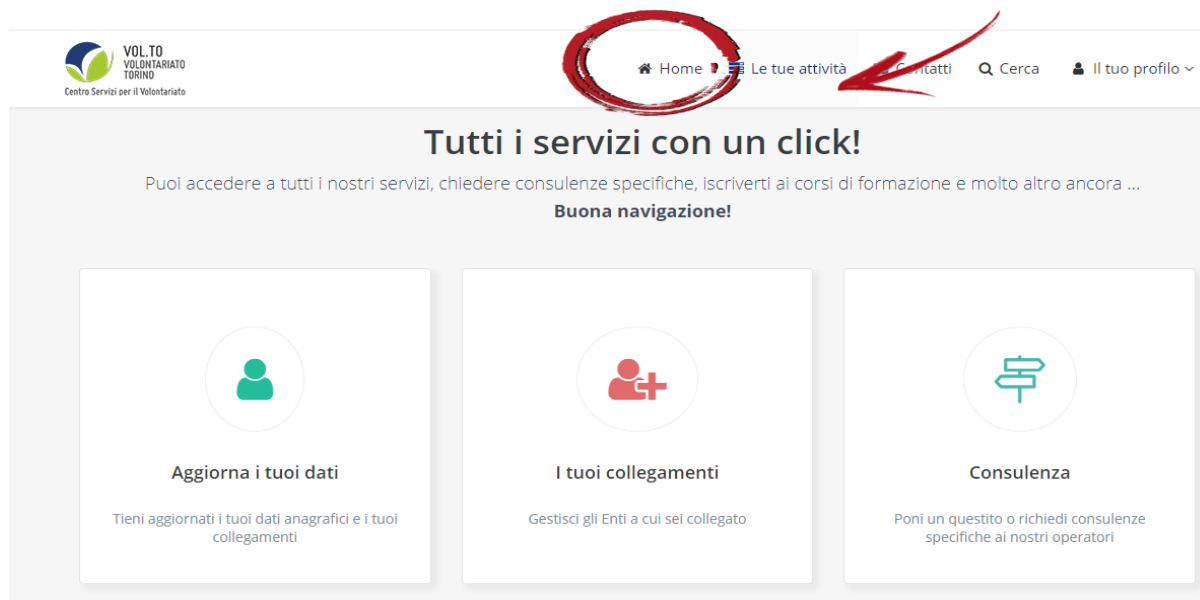 VOL.TO
VOLONTARIATO
TORINO
Centro Servizi per il Volontariato
Home
Le tue attività
Contatti
Cerca
Il tuo profilo
Tutti i servizi con un click!
Puoi accedere a tutti i nostri servizi, chiedere consulenze specifiche, iscriverti ai corsi di formazione e molto altro ancora ...
Buona navigazione!
Aggiorna i tuoi dati
Tieni aggiornati i tuoi dati anagrafici e i tuoi
collegamenti
I tuoi collegamenti
Gestisci gli Enti a cui sei collegato
Consulenza
Poni un questito o richiedi consulenze
specifiche ai nostri operatori